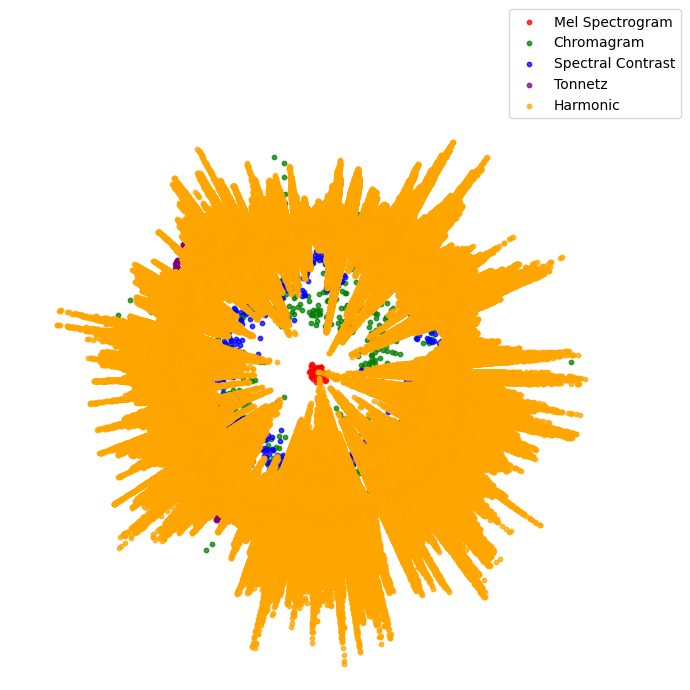 Mel Spectrogram
Chromagram
Spectral Contrast
Tonnetz
Harmonic